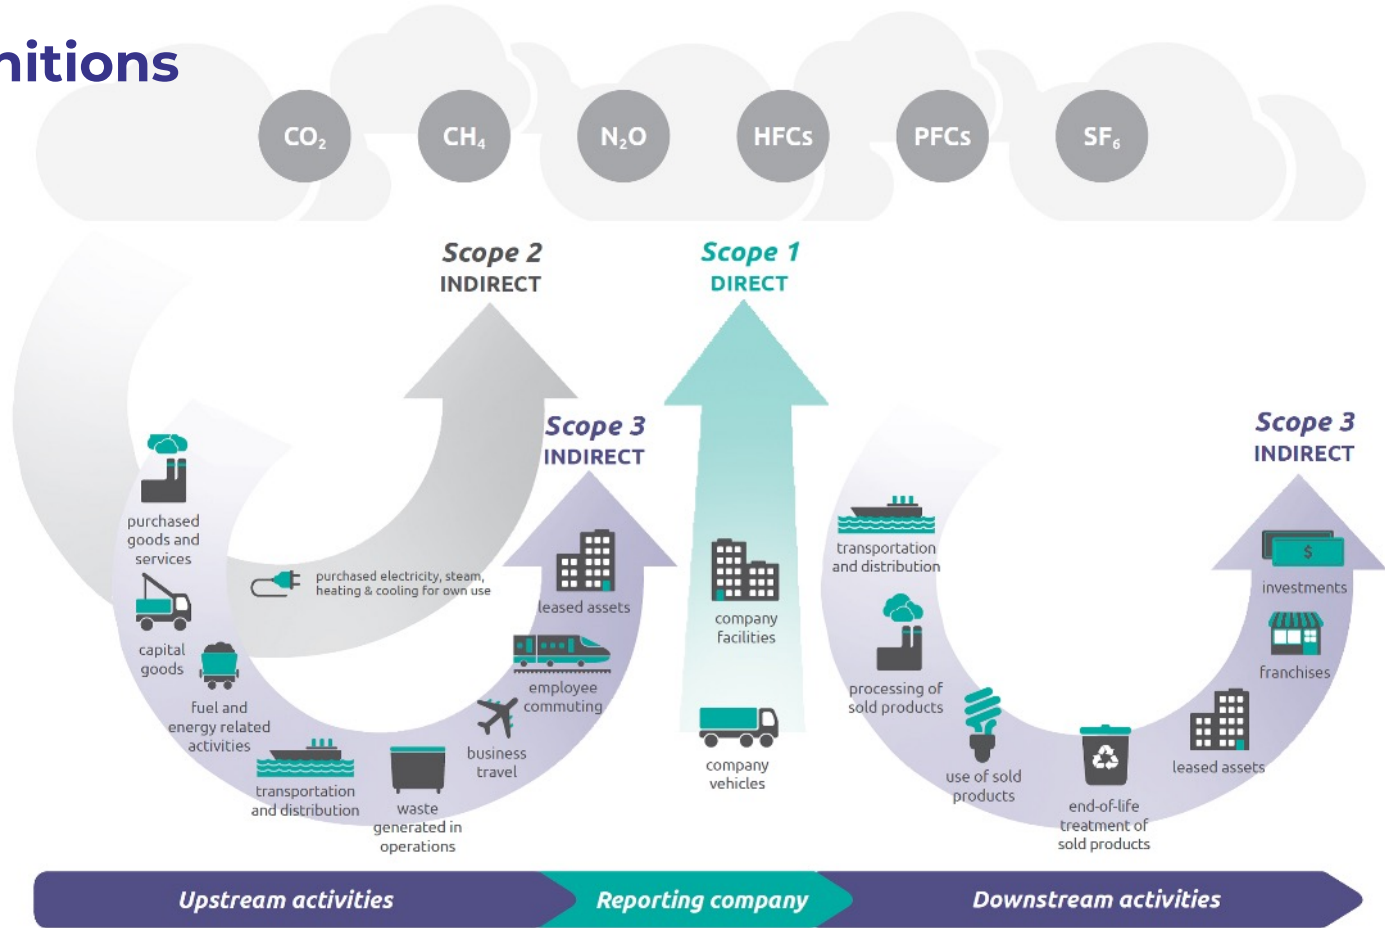 nitions
CO₂
CH₄
N₂O
HFCs
PFCs
SF₆
Scope 2
INDIRECT
Scope 1
DIRECT
Scope 3
INDIRECT
Scope 3
INDIRECT
purchased
goods and
services
capital
goods
fuel and
energy related
activities
transportation
and distribution
waste
generated in
operations
business
travel
employee
commuting
leased assets
purchased electricity, steam,
heating & cooling for own use
company
facilities
company
vehicles
transportation
and distribution
processing of
sold products
use of sold
products
end-of-life
treatment of
sold products
leased assets
franchises
$
investments
Upstream activities
Reporting company
Downstream activities